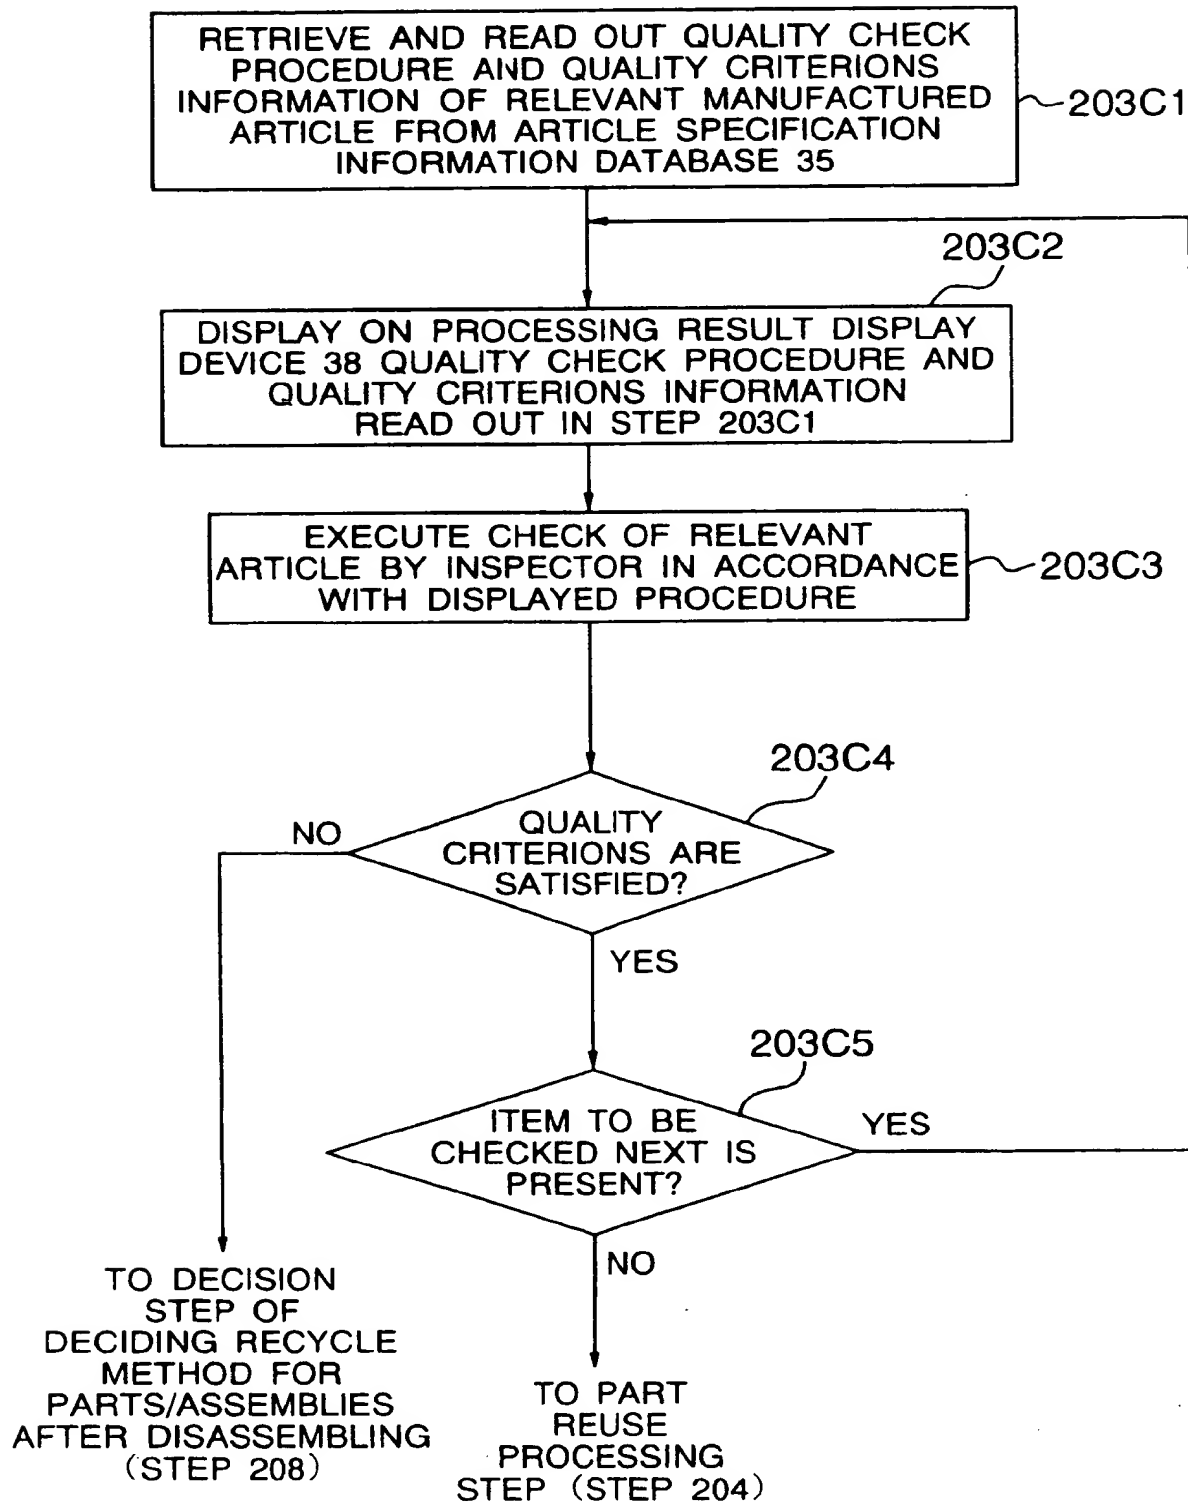 RETRIEVE AND READ OUT QUALITY CHECK
PROCEDURE AND QUALITY CRITERIONS
INFORMATION OF RELEVANT MANUFACTURED
ARTICLE FROM ARTICLE SPECIFICATION
INFORMATION DATABASE 35
203C1
203C2
DISPLAY ON PROCESSING RESULT DISPLAY
DEVICE 38 QUALITY CHECK PROCEDURE AND
QUALITY CRITERIONS INFORMATION
READ OUT IN STEP 203C1
EXECUTE CHECK OF RELEVANT
ARTICLE BY INSPECTOR IN ACCORDANCE
WITH DISPLAYED PROCEDURE
203C3
203C4
QUALITY
CRITERIONS ARE
SATISFIED?
NO
YES
203C5
ITEM TO BE
CHECKED NEXT IS
PRESENT?
YES
NO
TO DECISION
STEP OF
DECIDING RECYCLE
METHOD FOR
PARTS/ASSEMBLIES
AFTER DISASSEMBLING
(STEP 208)
TO PART
REUSE
PROCESSING
STEP (STEP 204)